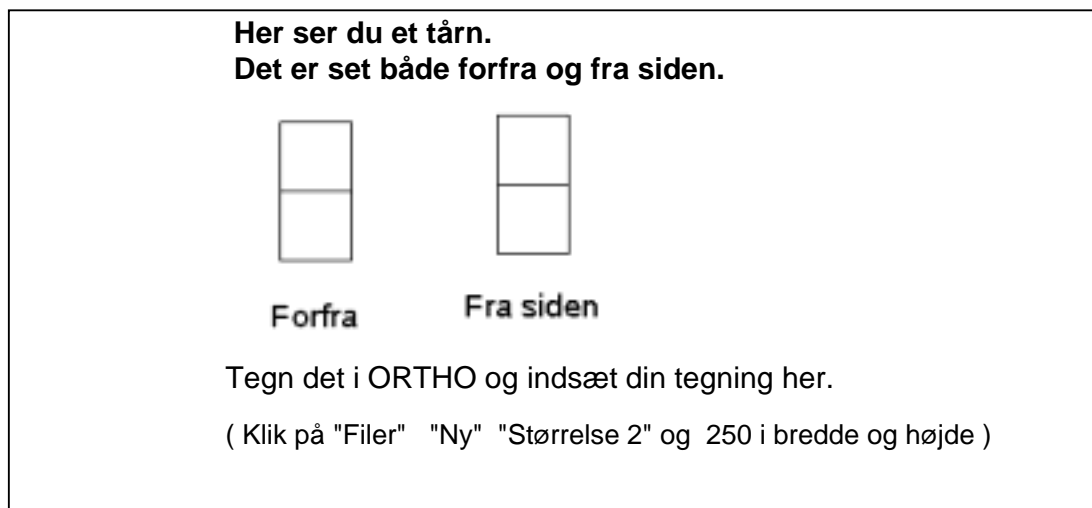 Her ser du et tårn.
Det er set både forfra og fra siden.
Forfra
Fra siden
Tegn det i ORTHO og indsæt din tegning her.
( Klik på "Filer" "Ny" "Størrelse 2" og 250 i bredde og højde )